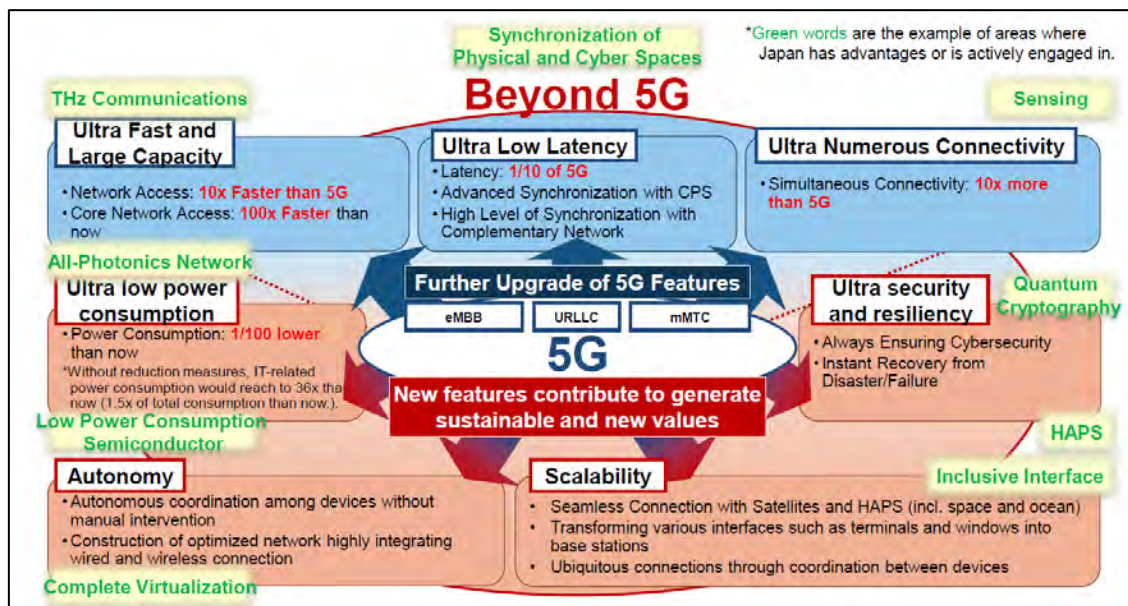 Synchronization of
Physical and Cyber Spaces
*Green words are the example of areas where
Japan has advantages or is actively engaged in.
Beyond 5G
THz Communications
Sensing
Ultra Fast and
Large Capacity
• Network Access: 10x Faster than 5G
• Core Network Access: 100x Faster than
now
Ultra Low Latency
• Latency: 1/10 of 5G
• Advanced Synchronization with CPS
• High Level of Synchronization with
Complementary Network
Ultra Numerous Connectivity
• Simultaneous Connectivity: 10x more
than 5G
All-Photonics Network
Ultra low power
consumption
• Power Consumption: 1/100 lower
than now
*Without reduction measures, IT-related
power consumption would reach to 36x than
now (1.5x of total consumption than now.).
Further Upgrade of 5G Features
eMBB
URLLC
mMTC
5G
New features contribute to generate
sustainable and new values
Quantum
Cryptography
Ultra security
and resiliency
• Always Ensuring Cybersecurity
• Instant Recovery from
Disaster/Failure
Low Power Consumption
Semiconductor
HAPS
Inclusive Interface
Autonomy
• Autonomous coordination among devices without
manual intervention
• Construction of optimized network highly integrating
wired and wireless connection
Scalability
• Seamless Connection with Satellites and HAPS (incl. space and ocean)
• Transforming various interfaces such as terminals and windows into
base stations
• Ubiquitous connections through coordination between devices
Complete Virtualization